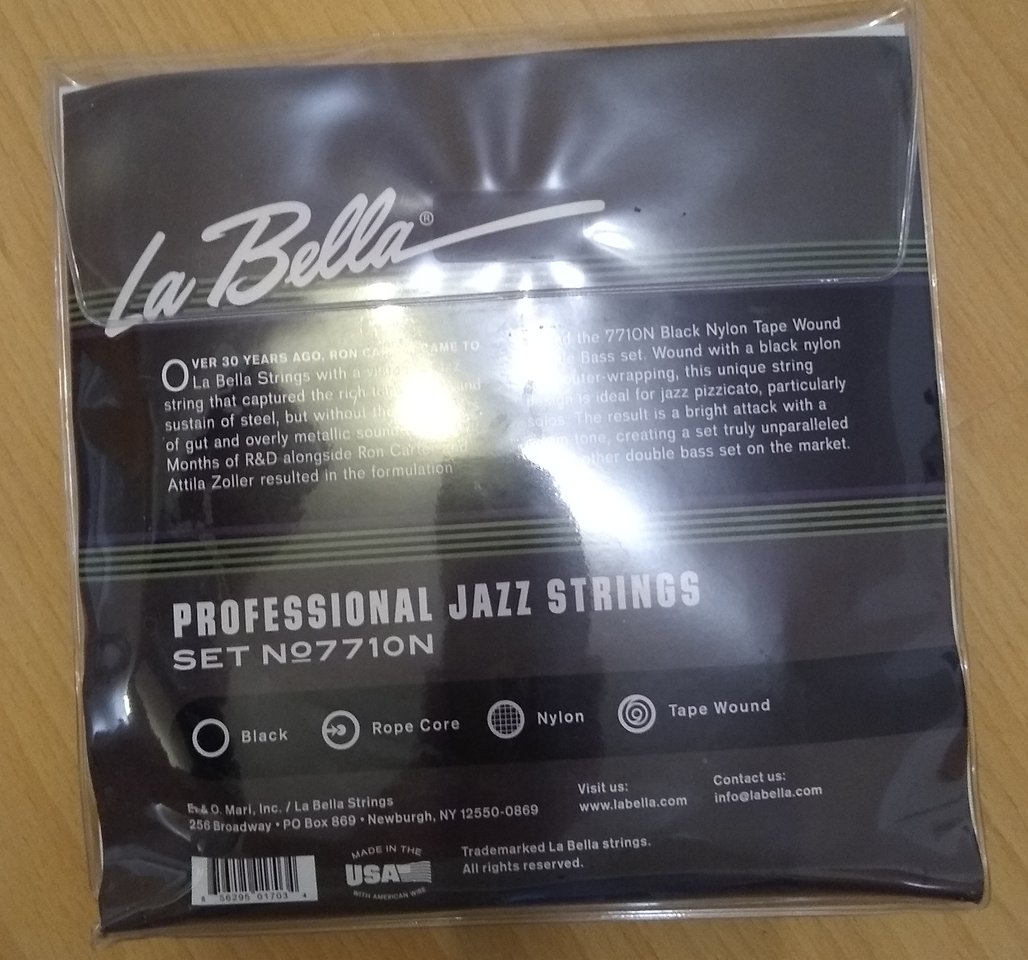 La Bella®
OVER 30 YEARS AGO, RON CAME TO
La Bella Strings with a
string that captured the rich and
sustain of steel, but without the
of gut and overly metallic
Months of R&D alongside Ron Carter and
Attila Zoller resulted in the formulation
the 7710N Black Nylon Tape Wound
Bass set. Wound with a black nylon
outer-wrapping, this unique string
is ideal for jazz pizzicato, particularly
solos. The result is a bright attack with a
tone, creating a set truly unparalleled
other double bass set on the market.
PROFESSIONAL JAZZ STRINGS
SET Nº7710N
Black
Rope Core
Nylon
Tape Wound
E. & O. Mari, Inc. / La Bella Strings
256 Broadway • PO Box 869 • Newburgh, NY 12550-0869
Visit us:
www.labella.com
Contact us:
info@labella.com
56295 01703 4
MADE IN THE
USA
WITH AMERICAN WIRE
Trademarked La Bella strings.
All rights reserved.